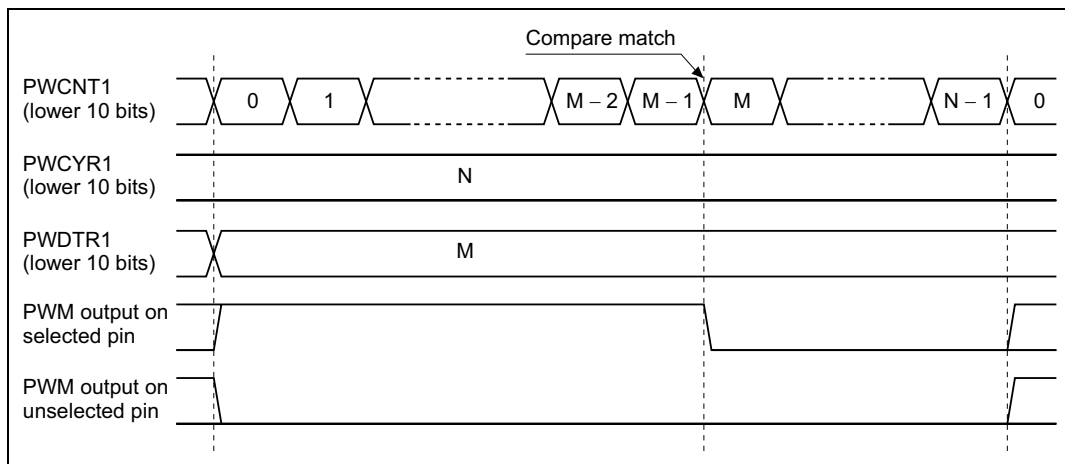 Compare match
PWCNT1
(lower 10 bits)
0 1 M – 2 M – 1 M N – 1 0
PWCYR1
(lower 10 bits)
N
PWDTR1
(lower 10 bits)
M
PWM output on
selected pin
PWM output on
unselected pin